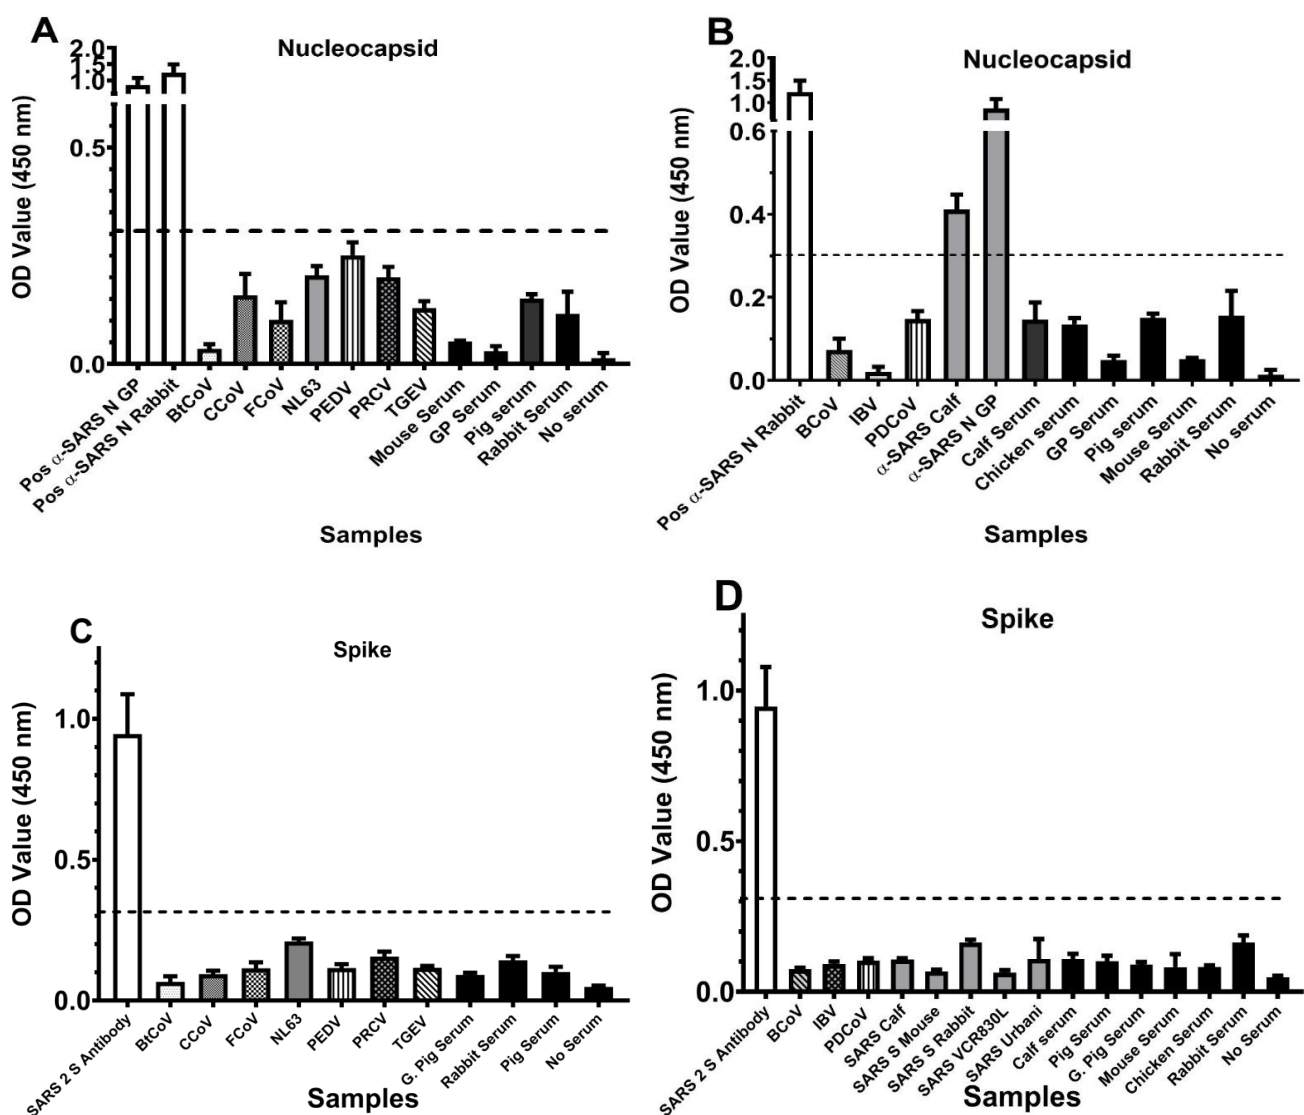 A
Nucleocapsid
OD Value (450 nm)
2.0
1.5
1.0
0.5
0.0
Pos α-SARS N GP
Pos α-SARS N Rabbit
BtCoV
CCoV
FCoV
NL63
PEDV
PRCV
TGEV
Mouse Serum
GP Serum
Pig serum
Rabbit Serum
No serum
Samples
B
Nucleocapsid
OD Value (450 nm)
2.0
1.5
1.0
0.6
0.4
0.2
0.0
Pos α-SARS N Rabbit
BCoV
IBV
PDCoV
α-SARS Calf
α-SARS N GP
Calf Serum
Chicken serum
GP Serum
Pig serum
Mouse Serum
Rabbit Serum
No serum
Samples
C
Spike
OD Value (450 nm)
1.0
0.5
0.0
SARS 2 S Antibody
BtCoV
CCoV
FCoV
NL63
PEDV
PRCV
TGEV
G. Pig Serum
Rabbit Serum
Pig Serum
No Serum
Samples
D
Spike
OD Value (450 nm)
1.0
0.5
0.0
SARS 2 S Antibody
BCoV
IBV
PDCoV
SARS Calf
SARS S Mouse
SARS S Rabbit
SARS VCR830L
SARS Urbani
Calf serum
Pig Serum
G. Pig Serum
Mouse Serum
Chicken Serum
Rabbit Serum
No Serum
Samples